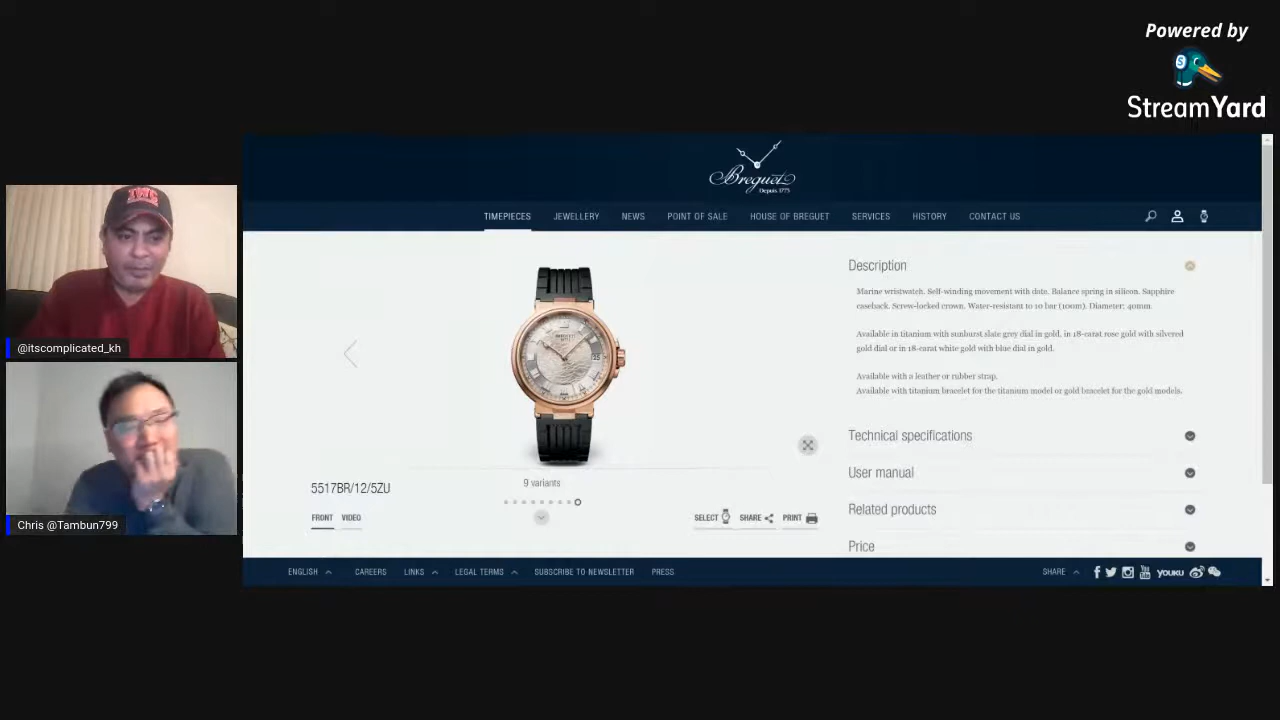 Powered by
StreamYard
Breguet
Depuis 1775
TIMEPIECES JEWELLERY NEWS POINT OF SALE HOUSE OF BREGUET SERVICES HISTORY CONTACT US
IWC
@itscomplicated_kh
Chris @Tambun799
5517BR/12/5ZU
FRONT VIDEO
9 variants
SELECT SHARE PRINT
Description
Marine wristwatch. Self-winding movement with date. Balance spring in silicon. Sapphire
caseback. Screw-locked crown. Water-resistant to 10 bar (100m). Diameter: 40mm.
Available in titanium with sunburst slate grey dial in gold, in 18-carat rose gold with silvered
gold dial or in 18-carat white gold with blue dial in gold.
Available with a leather or rubber strap.
Available with titanium bracelet for the titanium model or gold bracelet for the gold models.
Technical specifications
User manual
Related products
Price
ENGLISH CAREERS LINKS LEGAL TERMS SUBSCRIBE TO NEWSLETTER PRESS SHARE YOUKU